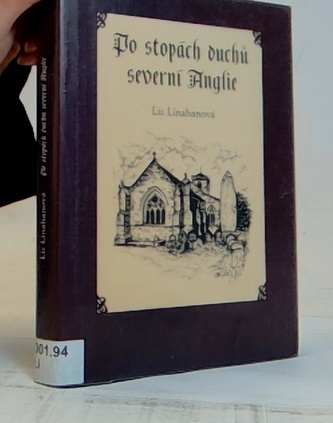 Po stopách duchů
severní Anglie
Liz Linahanová
Liz Linahanová Po stopách duchů severní Anglie
001.94